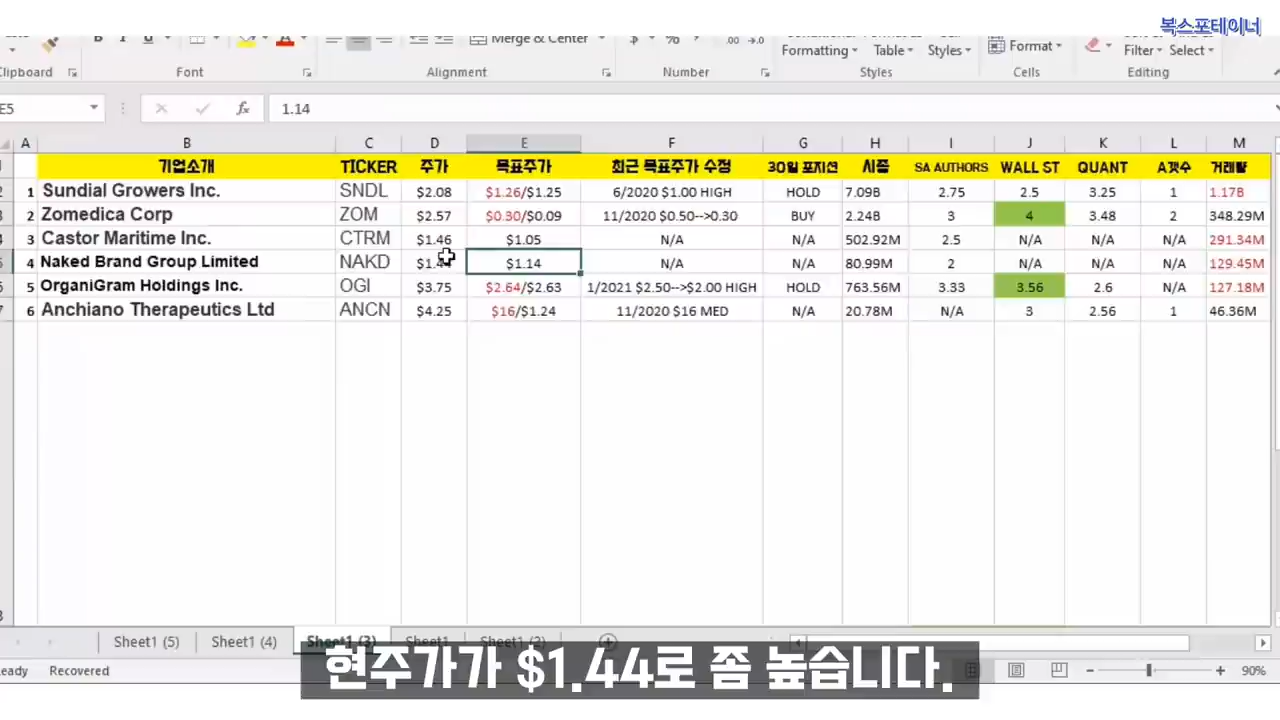 복스포테이너
B I U Merge & Center $ % .00 →.0 Formatting Table Styles Format Filter Select
Clipboard Font Alignment Number Styles Cells Editing
E5 fx 1.14
A B C D E F G H I J K L M
기업소개 TICKER 주가 목표주가 최근 목표주가 수정 30일 포지션 시총 SA AUTHORS WALL ST QUANT A갯수 거래량
1 Sundial Growers Inc. SNDL $2.08 $1.26/$1.25 6/2020 $1.00 HIGH HOLD 7.09B 2.75 2.5 3.25 1 1.17B
2 Zomedica Corp ZOM $2.57 $0.30/$0.09 11/2020 $0.50-->0.30 BUY 2.24B 3 4 3.48 2 348.29M
3 Castor Maritime Inc. CTRM $1.46 $1.05 N/A N/A 502.92M 2.5 N/A N/A N/A 291.34M
4 Naked Brand Group Limited NAKD $1.14 N/A N/A 80.99M 2 N/A N/A N/A 129.45M
5 OrganiGram Holdings Inc. OGI $3.75 $2.64/$2.63 1/2021 $2.50-->$2.00 HIGH HOLD 763.56M 3.33 3.56 2.6 N/A 127.18M
6 Anchiano Therapeutics Ltd ANCN $4.25 $16/$1.24 11/2020 $16 MED N/A 20.78M N/A 3 2.56 1 46.36M
Sheet1 (5) Sheet1 (4) Sheet1 (3) Sheet1 Sheet1 (2)
Ready Recovered 90%
현주가가 $1.44로 좀 높습니다.